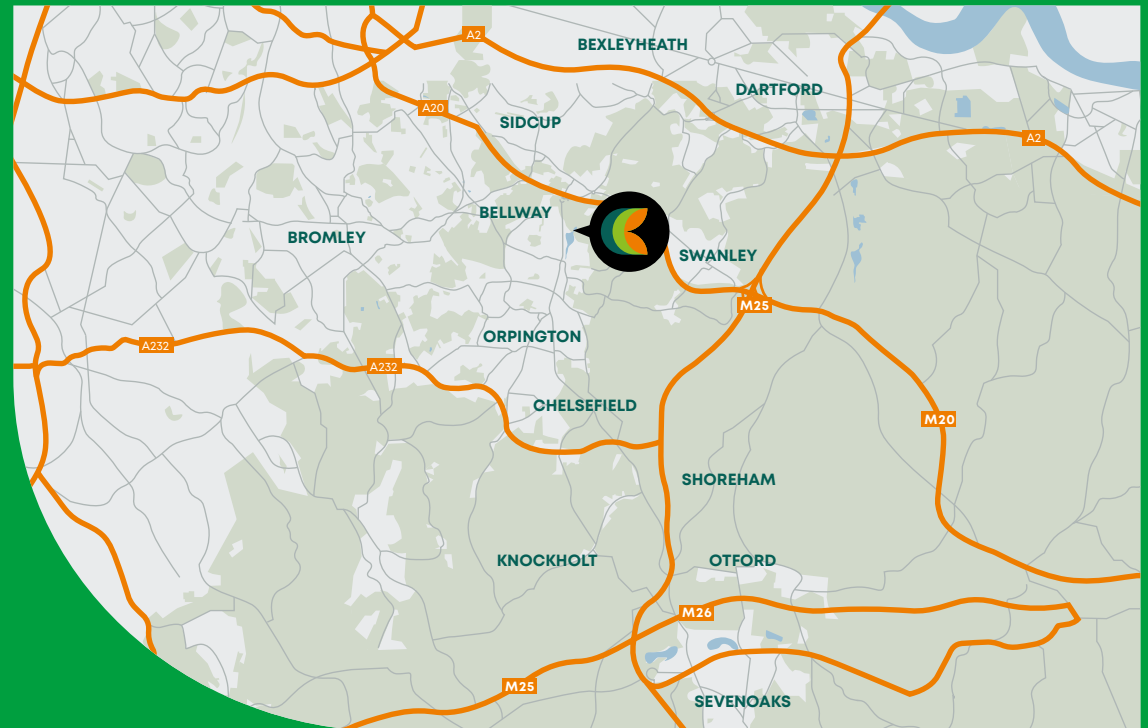 A2
BEXLEYHEATH
DARTFORD
A20
SIDCUP
A2
BELLWAY
BROMLEY
SWANLEY
M25
ORPINGTON
A232
A232
CHELSEFIELD
M20
SHOREHAM
KNOCKHOLT
OTFORD
M26
M25
SEVENOAKS